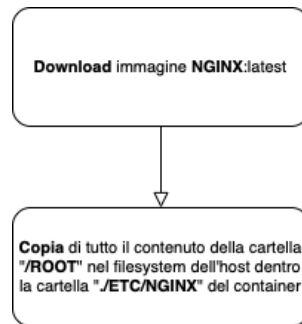 Download immagine NGINX:latest
Copia di tutto il contenuto della cartella
"/ROOT" nel filesystem dell'host dentro
la cartella "./ETC/NGINX" del container